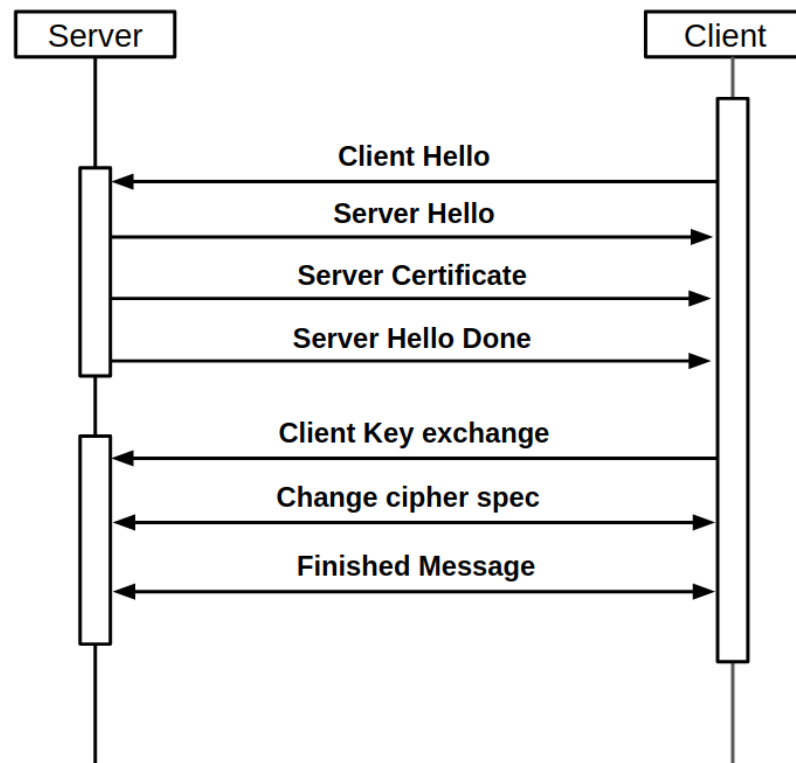 Server
Client
Client Hello
Server Hello
Server Certificate
Server Hello Done
Client Key exchange
Change cipher spec
Finished Message